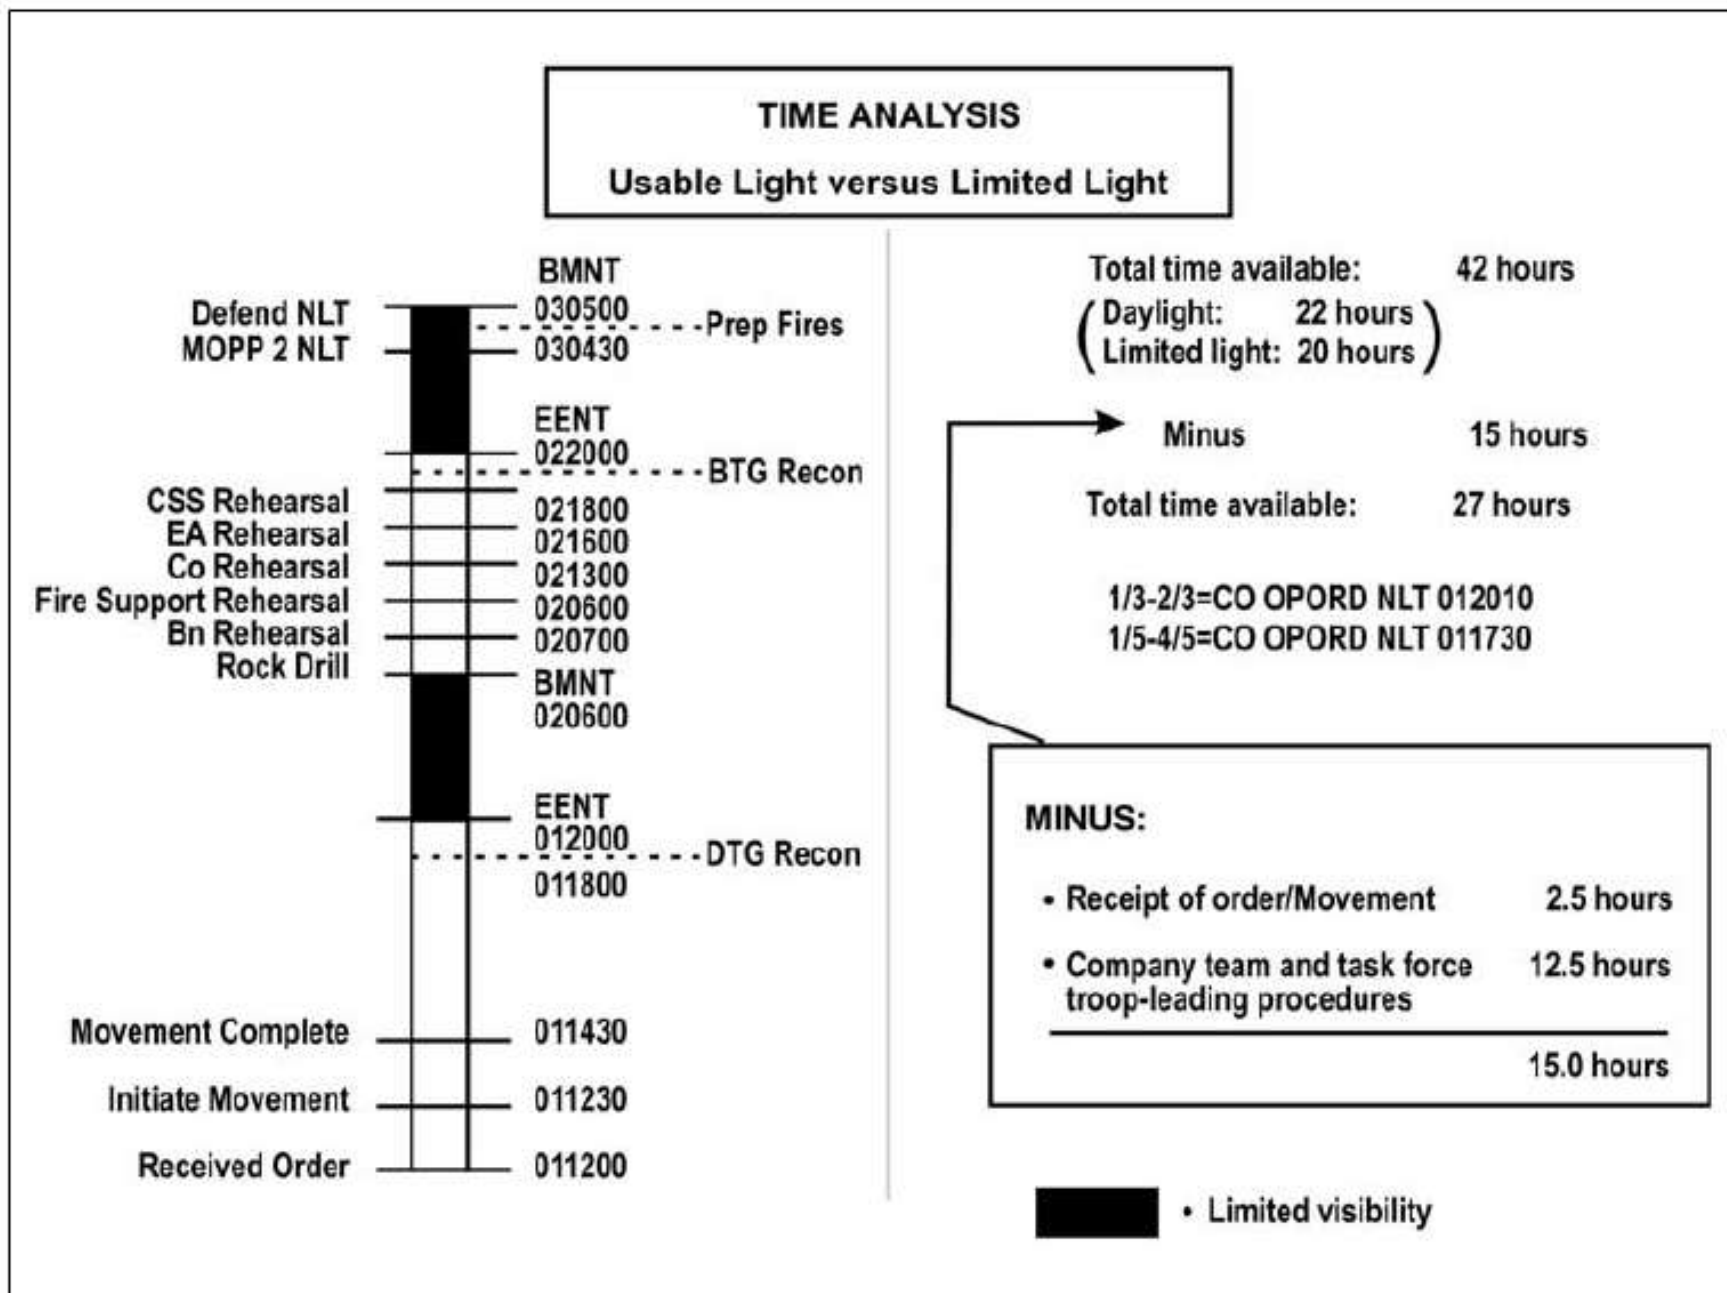 TIME ANALYSIS
Usable Light versus Limited Light
BMNT
Defend NLT 030500
Prep Fires
MOPP 2 NLT 030430
EENT
022000
BTG Recon
CSS Rehearsal 021800
EA Rehearsal 021600
Co Rehearsal 021300
Fire Support Rehearsal 020600
Bn Rehearsal 020700
Rock Drill
BMNT
020600
EENT
012000
DTG Recon
011800
Movement Complete 011430
Initiate Movement 011230
Received Order 011200
Total time available: 42 hours
(Daylight: 22 hours
Limited light: 20 hours)
Minus 15 hours
Total time available: 27 hours
1/3-2/3=CO OPORD NLT 012010
1/5-4/5=CO OPORD NLT 011730
MINUS:
• Receipt of order/Movement 2.5 hours
• Company team and task force 12.5 hours
troop-leading procedures
15.0 hours
• Limited visibility